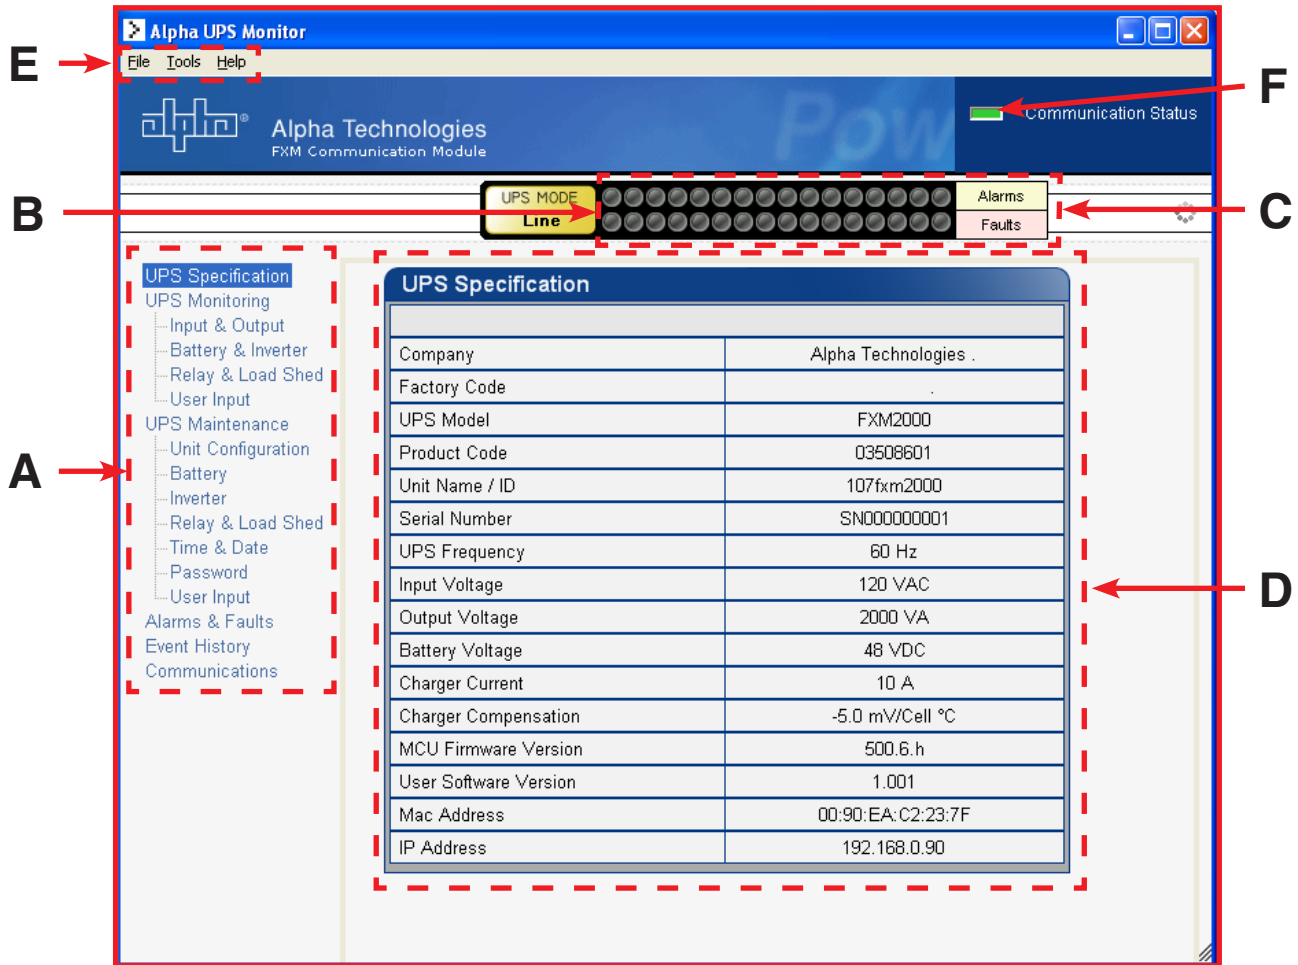 Alpha UPS Monitor
E
File Tools Help
F
alpha®
Alpha Technologies
FXM Communication Module
Pow
Communication Status
B
UPS MODE
Line
Alarms
Faults
C
A
UPS Specification
UPS Monitoring
Input & Output
Battery & Inverter
Relay & Load Shed
User Input
UPS Maintenance
Unit Configuration
Battery
Inverter
Relay & Load Shed
Time & Date
Password
User Input
Alarms & Faults
Event History
Communications
UPS Specification
Company Alpha Technologies .
Factory Code .
UPS Model FXM2000
Product Code 03508601
Unit Name / ID 107fxm2000
Serial Number SN000000001
UPS Frequency 60 Hz
Input Voltage 120 VAC
Output Voltage 2000 VA
Battery Voltage 48 VDC
Charger Current 10 A
Charger Compensation -5.0 mV/Cell °C
MCU Firmware Version 500.6.h
User Software Version 1.001
Mac Address 00:90:EA:C2:23:7F
IP Address 192.168.0.90
D